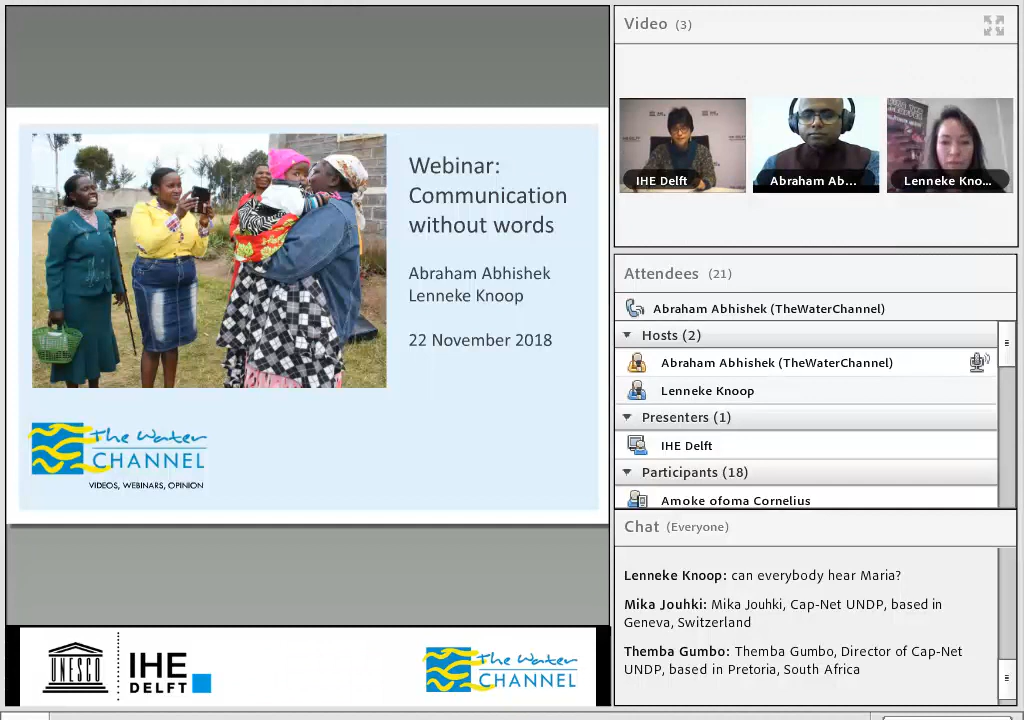 Webinar:
Communication
without words
Abraham Abhishek
Lenneke Knoop
22 November 2018
The Water
CHANNEL
VIDEOS, WEBINARS, OPINION
UNESCO
IHE
DELFT
The Water
CHANNEL
Video (3)
IHE Delft
Abraham Ab...
Lenneke Kno...
Attendees (21)
Abraham Abhishek (TheWaterChannel)
Hosts (2)
Abraham Abhishek (TheWaterChannel)
Lenneke Knoop
Presenters (1)
IHE Delft
Participants (18)
Amoke ofoma Cornelius
Chat (Everyone)
Lenneke Knoop: can everybody hear Maria?
Mika Jouhki: Mika Jouhki, Cap-Net UNDP, based in
Geneva, Switzerland
Themba Gumbo: Themba Gumbo, Director of Cap-Net
UNDP, based in Pretoria, South Africa